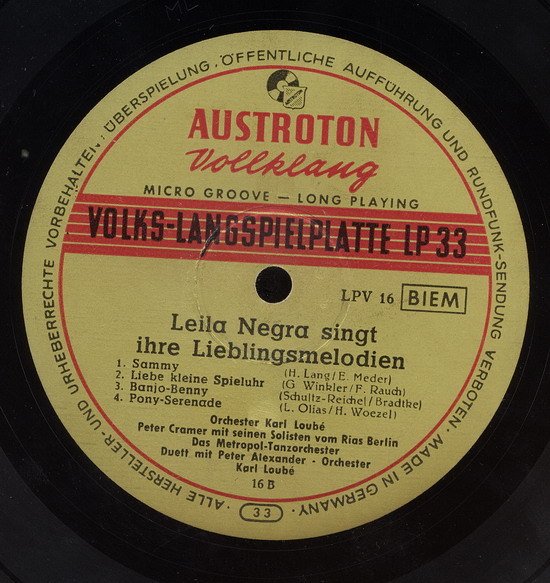 AUSTROTON
Vollklang
MICRO GROOVE — LONG PLAYING
VOLKS-LANGSPIELPLATTE LP 33
LPV 16 BIEM
Leila Negra singt
ihre Lieblingsmelodien
1. Sammy (H. Lang/E. Meder)
2. Liebe kleine Spieluhr (G Winkler/F. Rauch)
3. Banjo-Benny (Schultz-Reichel/Bradtke)
4. Pony-Serenade (L. Olias/H. Woezel)
Orchester Karl Loubé
Peter Cramer mit seinen Solisten vom Rias Berlin
Das Metropol-Tanzorchester
Duett mit Peter Alexander - Orchester
Karl Loubé
16 B
33
· ALLE HERSTELLER- UND URHEBERRECHTE VORBEHALTEN · ÜBERSPIELUNG, ÖFFENTLICHE AUFFÜHRUNG UND RUNDFUNK-SENDUNG VERBOTEN · MADE IN GERMANY ·